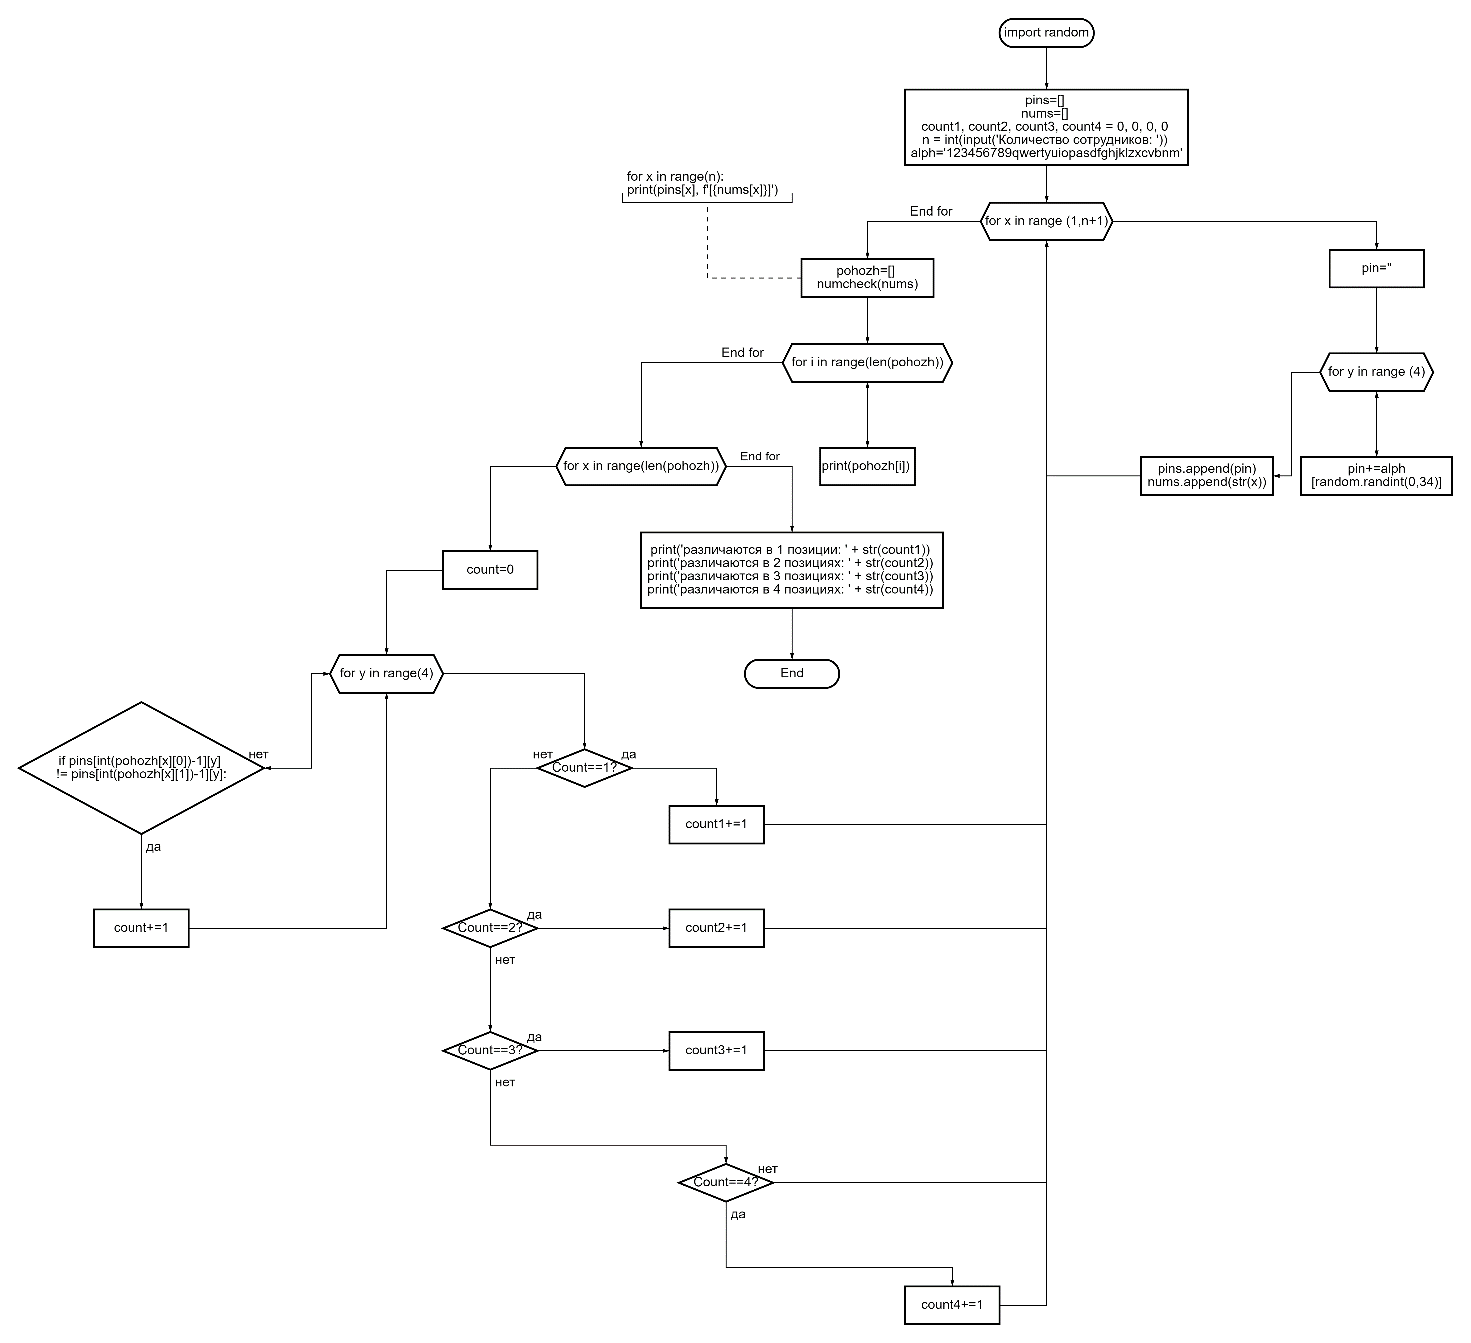 import random
pins=[]
nums=[]
count1, count2, count3, count4 = 0, 0, 0, 0
n = int(input('Количество сотрудников: '))
alph='123456789qwertyuiopasdfghjklzxcvbnm'
for x in range(n):
print(pins[x], f'[{nums[x]}]')
End for
for x in range (1,n+1)
pin=''
pohozh=[]
numcheck(nums)
End for
for i in range(len(pohozh))
for y in range (4)
for x in range(len(pohozh))
End for
print(pohozh[i])
pins.append(pin)
nums.append(str(x))
pin+=alph
[random.randint(0,34)]
count=0
print('различаются в 1 позиции: ' + str(count1))
print('различаются в 2 позициях: ' + str(count2))
print('различаются в 3 позициях: ' + str(count3))
print('различаются в 4 позициях: ' + str(count4))
for y in range(4)
End
if pins[int(pohozh[x][0])-1][y]
!= pins[int(pohozh[x][1])-1][y]:
нет
да
count+=1
нет
да
Count==1?
count1+=1
Count==2?
да
нет
count2+=1
Count==3?
да
нет
count3+=1
Count==4?
нет
да
count4+=1